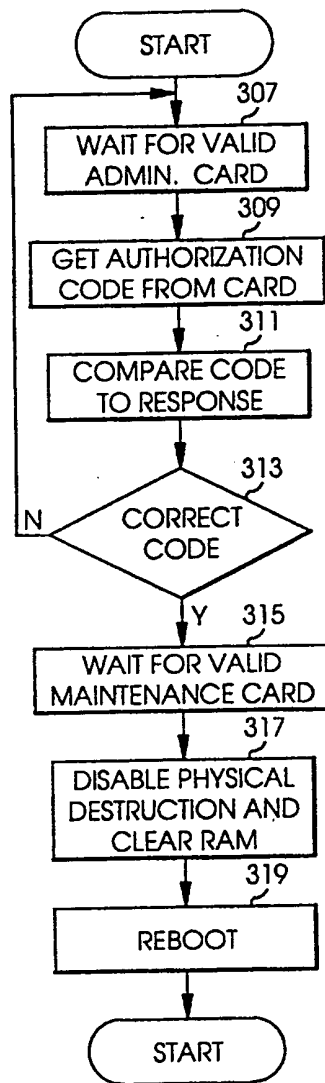 START
307
WAIT FOR VALID
ADMIN. CARD
309
GET AUTHORIZATION
CODE FROM CARD
311
COMPARE CODE
TO RESPONSE
313
CORRECT
CODE
N
Y
315
WAIT FOR VALID
MAINTENANCE CARD
317
DISABLE PHYSICAL
DESTRUCTION AND
CLEAR RAM
319
REBOOT
START